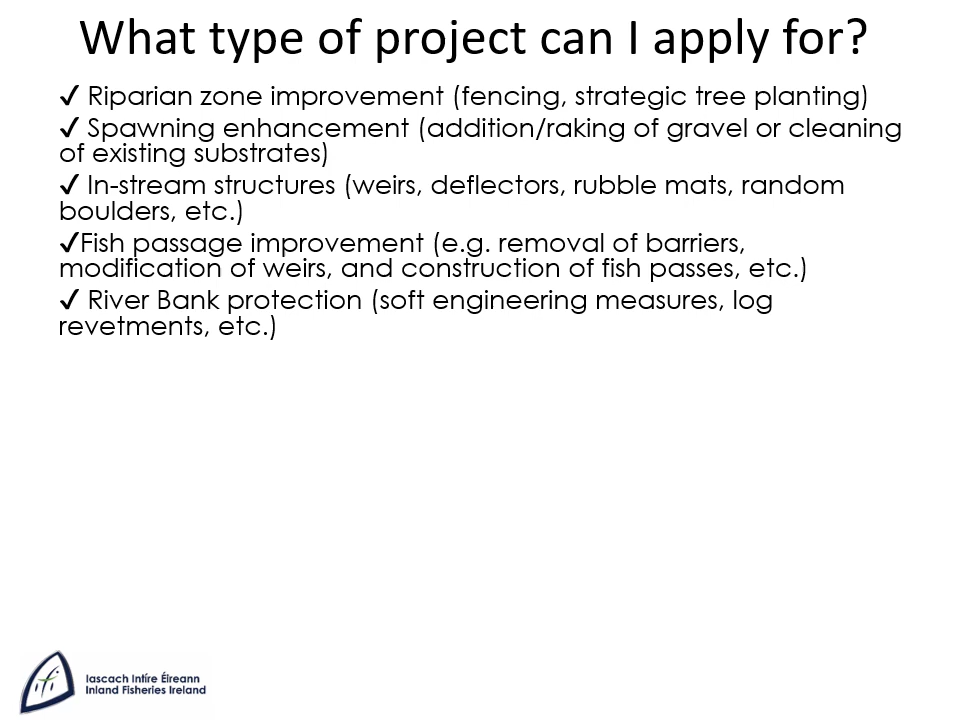 What type of project can I apply for?
✔ Riparian zone improvement (fencing, strategic tree planting)
✔ Spawning enhancement (addition/raking of gravel or cleaning
of existing substrates)
✔ In-stream structures (weirs, deflectors, rubble mats, random
boulders, etc.)
✔Fish passage improvement (e.g. removal of barriers,
modification of weirs, and construction of fish passes, etc.)
✔ River Bank protection (soft engineering measures, log
revetments, etc.)
ifi
Iascach Intíre Éireann
Inland Fisheries Ireland